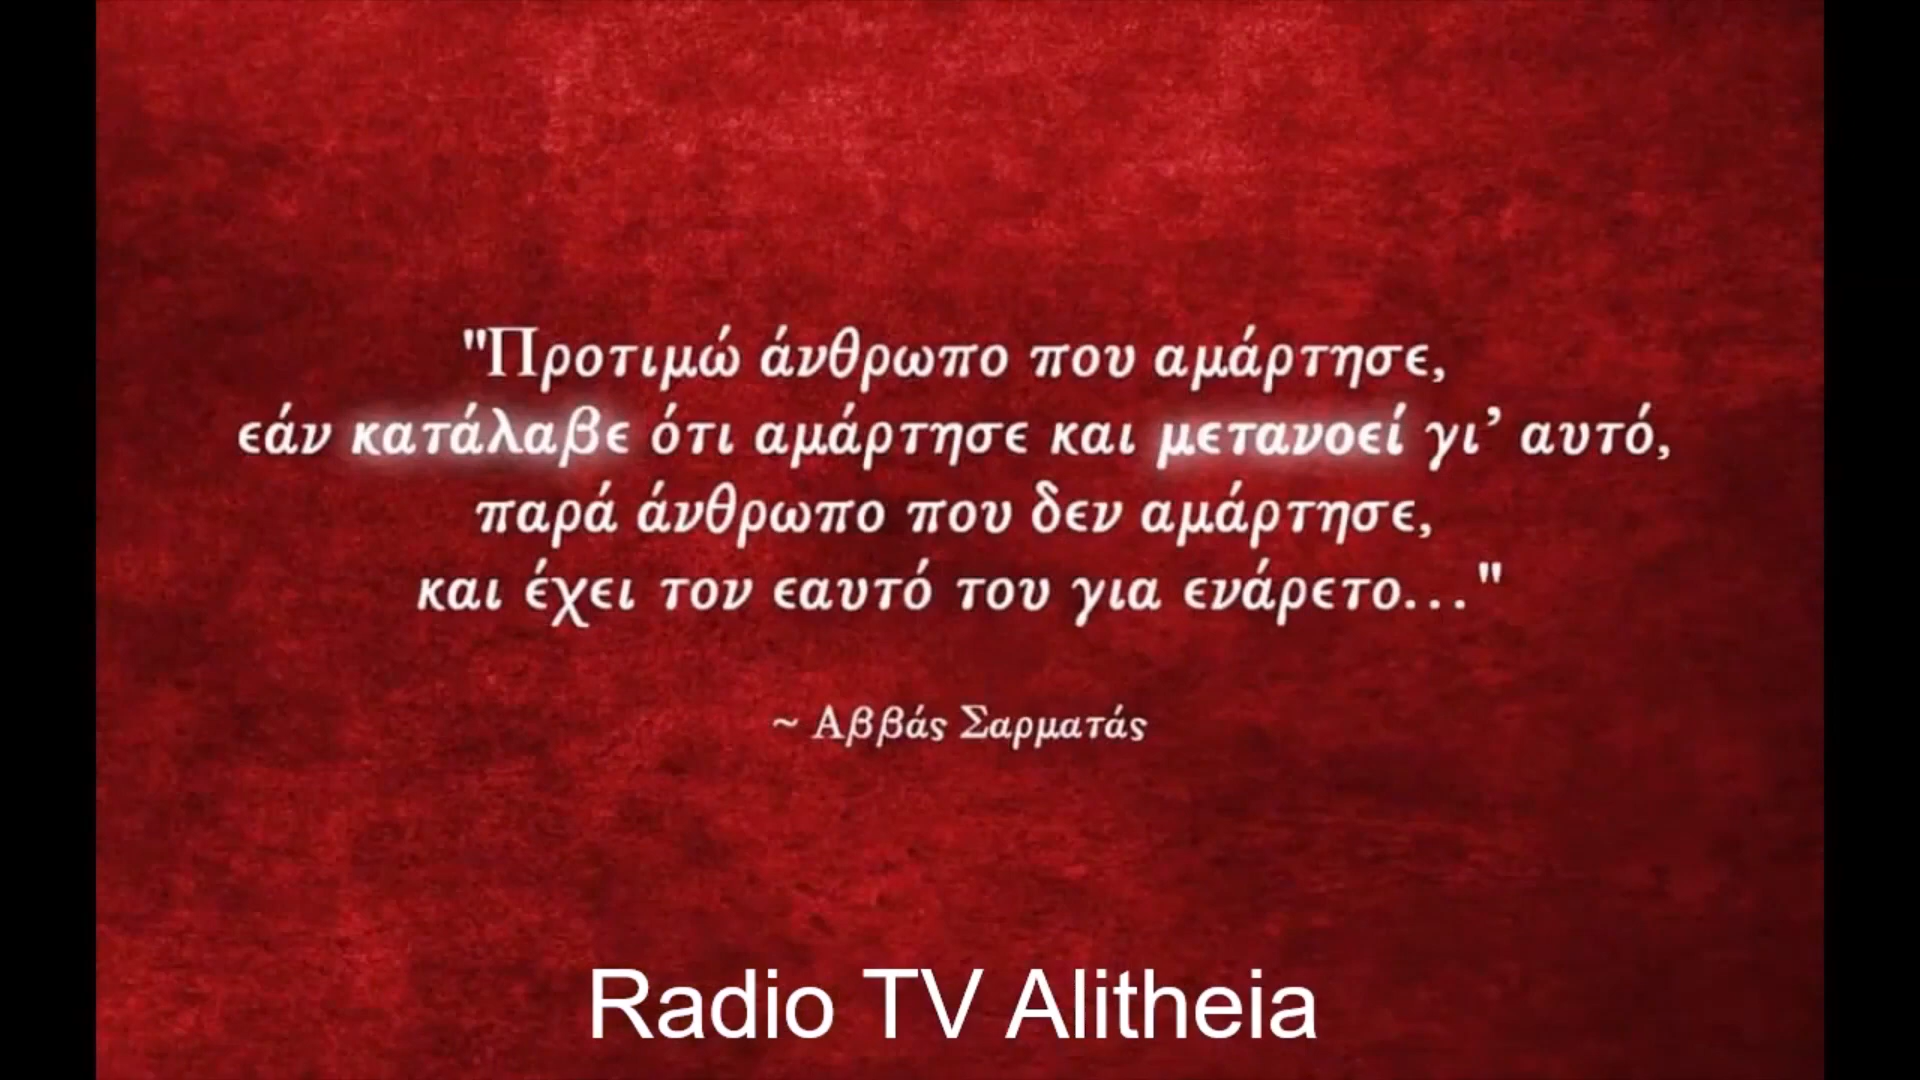 "Προτιμώ άνθρωπο που αμάρτησε,
εάν κατάλαβε ότι αμάρτησε και μετανοεί γι’ αυτό,
παρά άνθρωπο που δεν αμάρτησε,
και έχει τον εαυτό του για ενάρετο..."
~ Αββάς Σαρματάς
Radio TV Alitheia